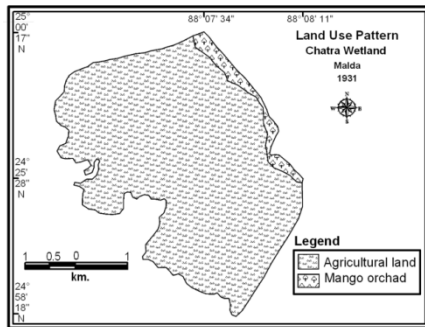 88° 07' 34"
88° 08' 11"
25°
00'
17"
N
Land Use Pattern
Chatra Wetland
Malda
1931
N
W
E
S
24°
25'
28"
N
Legend
Agricultural land
Mango orchad
1 0.5 0 1
km.
24°
58'
18"
N